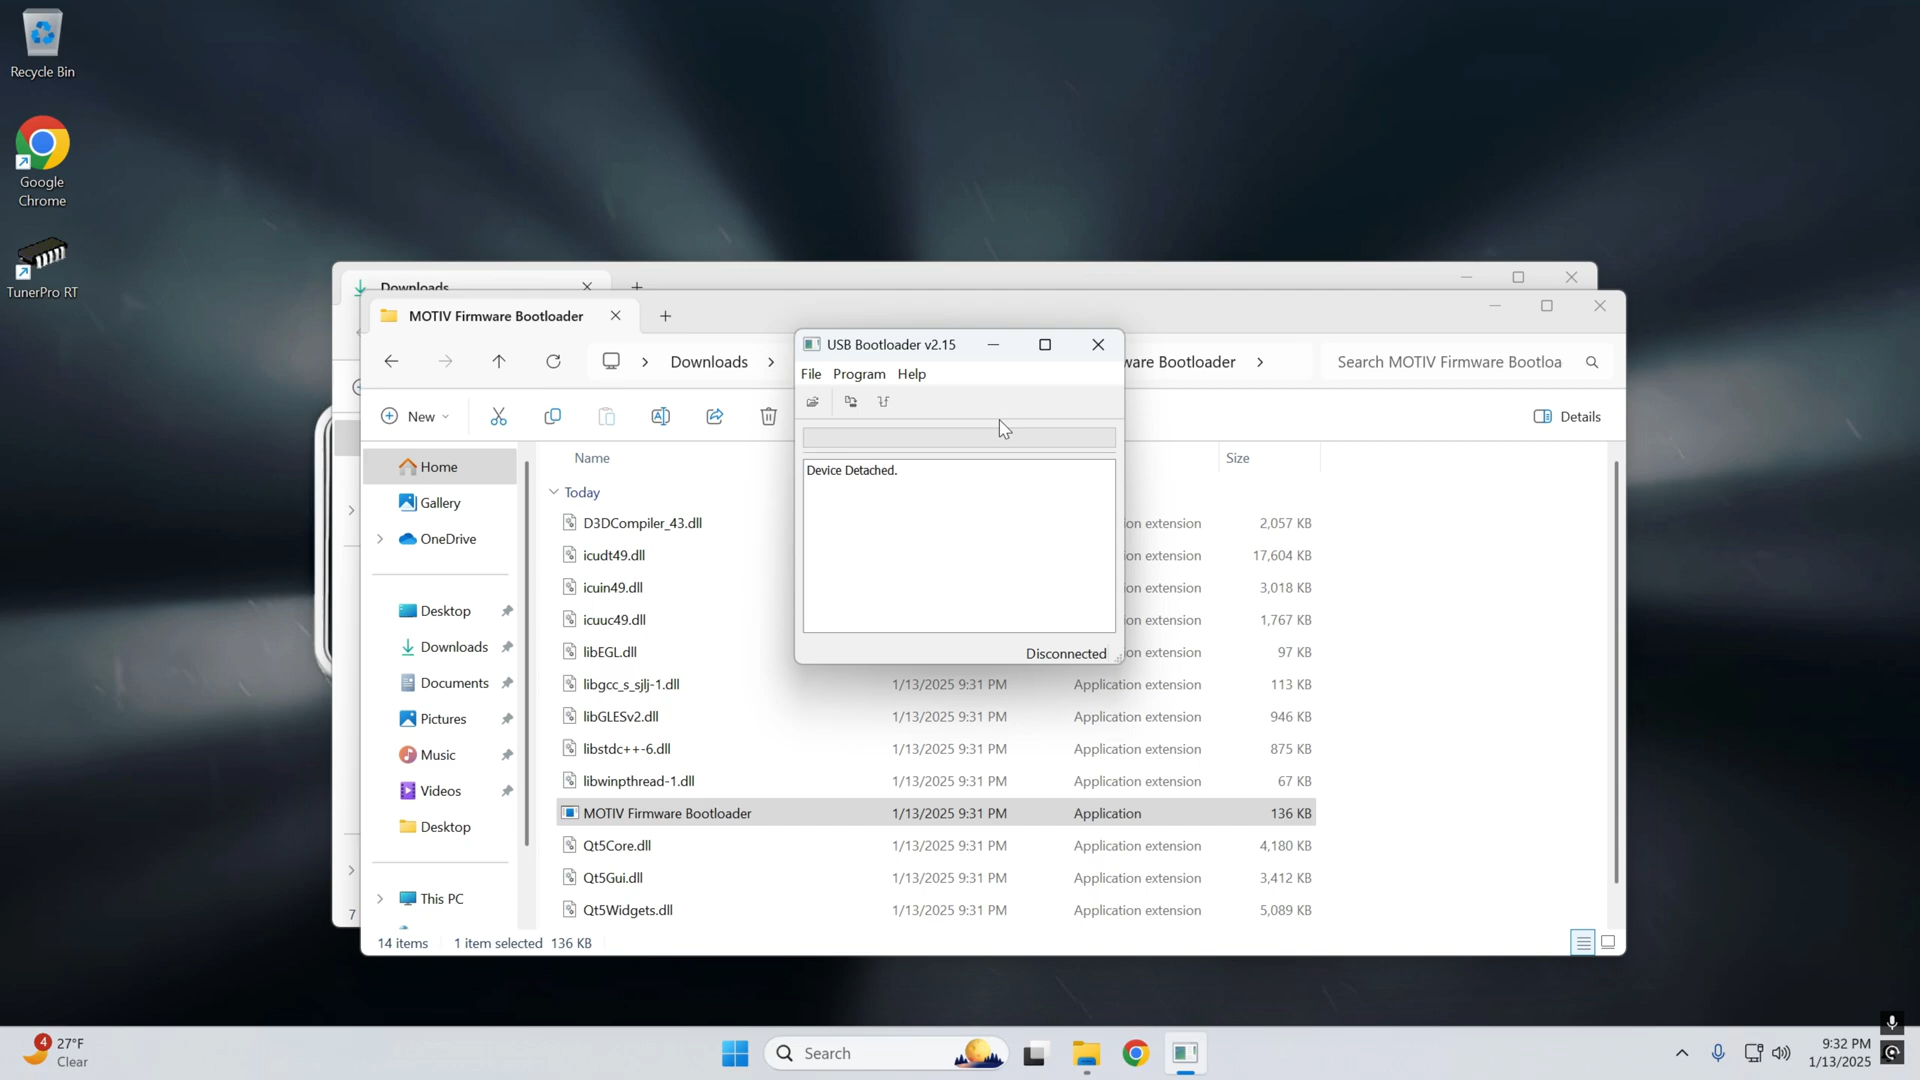 Recycle Bin
Google
Chrome
TunerPro RT
Downloads
MOTIV Firmware Bootloader
Downloads
ware Bootloader
Search MOTIV Firmware Bootloa
New
Details
Home
Gallery
OneDrive
Desktop
Downloads
Documents
Pictures
Music
Videos
Desktop
This PC
7
Name
Size
Today
D3DCompiler_43.dll ion extension 2,057 KB
icudt49.dll ion extension 17,604 KB
icuin49.dll ion extension 3,018 KB
icuuc49.dll ion extension 1,767 KB
libEGL.dll ion extension 97 KB
libgcc_s_sjlj-1.dll 1/13/2025 9:31 PM Application extension 113 KB
libGLESv2.dll 1/13/2025 9:31 PM Application extension 946 KB
libstdc++-6.dll 1/13/2025 9:31 PM Application extension 875 KB
libwinpthread-1.dll 1/13/2025 9:31 PM Application extension 67 KB
MOTIV Firmware Bootloader 1/13/2025 9:31 PM Application 136 KB
Qt5Core.dll 1/13/2025 9:31 PM Application extension 4,180 KB
Qt5Gui.dll 1/13/2025 9:31 PM Application extension 3,412 KB
Qt5Widgets.dll 1/13/2025 9:31 PM Application extension 5,089 KB
14 items 1 item selected 136 KB
USB Bootloader v2.15
File Program Help
Device Detached.
Disconnected
4
27°F
Clear
Search
9:32 PM
1/13/2025